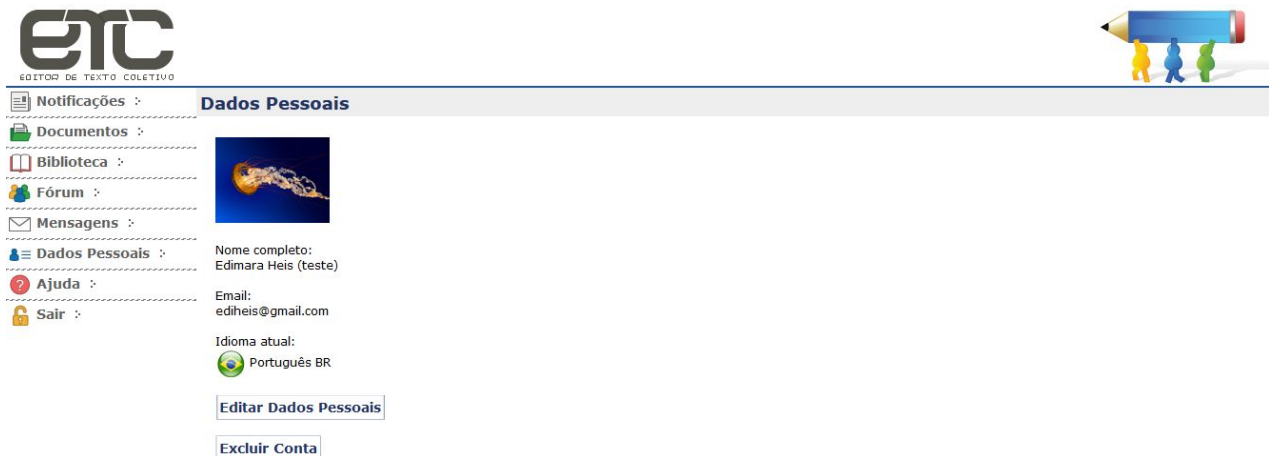 ETC
EDITOR DE TEXTO COLETIVO
Notificações
Documentos
Biblioteca
Fórum
Mensagens
Dados Pessoais
Ajuda
Sair
Dados Pessoais
Nome completo:
Edimara Heis (teste)
Email:
ediheis@gmail.com
Idioma atual:
Português BR
Editar Dados Pessoais
Excluir Conta